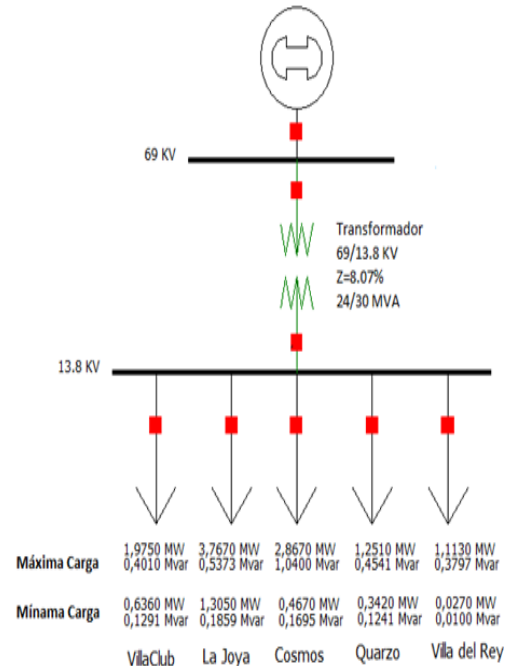 69 KV
Transformador
69/13.8 KV
Z=8.07%
24/30 MVA
13.8 KV
Máxima Carga
1,9750 MW 3,7670 MW 2,8670 MW 1,2510 MW 1,1130 MW
0,4010 Mvar 0,5373 Mvar 1,0400 Mvar 0,4541 Mvar 0,3797 Mvar
Mínama Carga
0,6360 MW 1,3050 MW 0,4670 MW 0,3420 MW 0,0270 MW
0,1291 Mvar 0,1859 Mvar 0,1695 Mvar 0,1241 Mvar 0,0100 Mvar
VillaClub La Joya Cosmos Quarzo Villa del Rey